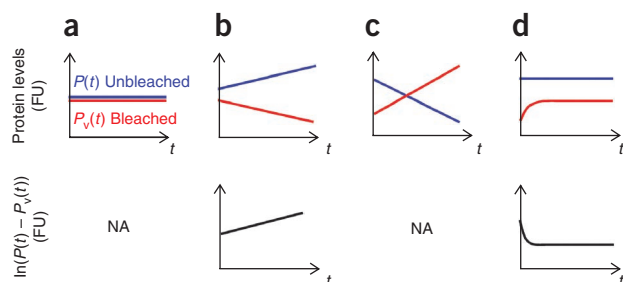 a b c d
Protein levels
(FU)
P(t) Unbleached
Pv(t) Bleached
t t t t
ln(P(t) – Pv(t))
(FU)
NA NA
t t